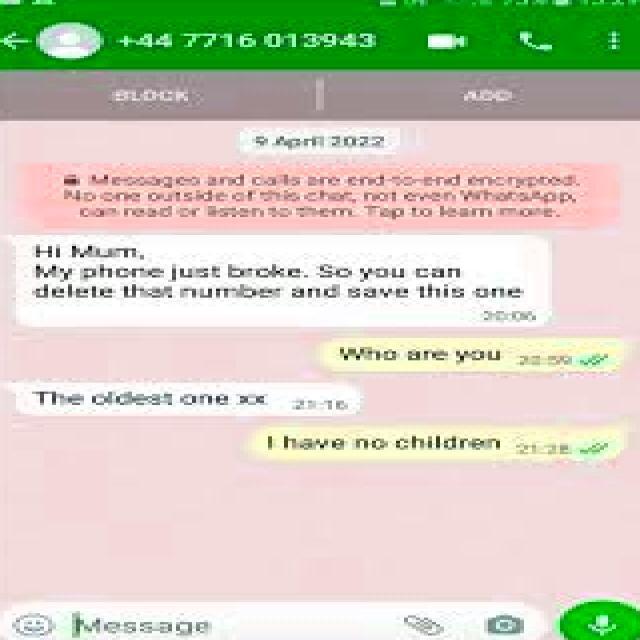 +44 7716 013943
BLOCK
ADD
9 April 2022
Messages and calls are end-to-end encrypted.
No one outside of this chat, not even WhatsApp,
can read or listen to them. Tap to learn more.
Hi Mum,
My phone just broke. So you can
delete that number and save this one
20:06
Who are you 20:59
The oldest one xx 21:16
I have no children 21:28
Message